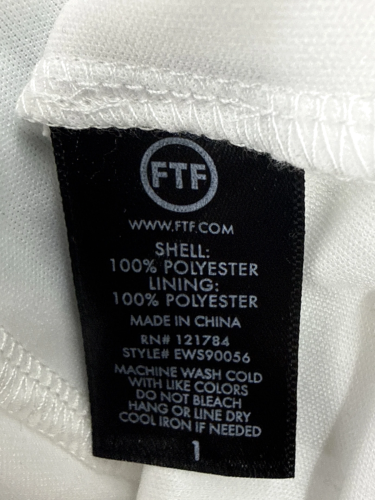 FTF
WWW.FTF.COM
SHELL:
100% POLYESTER
LINING:
100% POLYESTER
MADE IN CHINA
RN# 121784
STYLE# EWS90056
MACHINE WASH COLD
WITH LIKE COLORS
DO NOT BLEACH
HANG OR LINE DRY
COOL IRON IF NEEDED
1